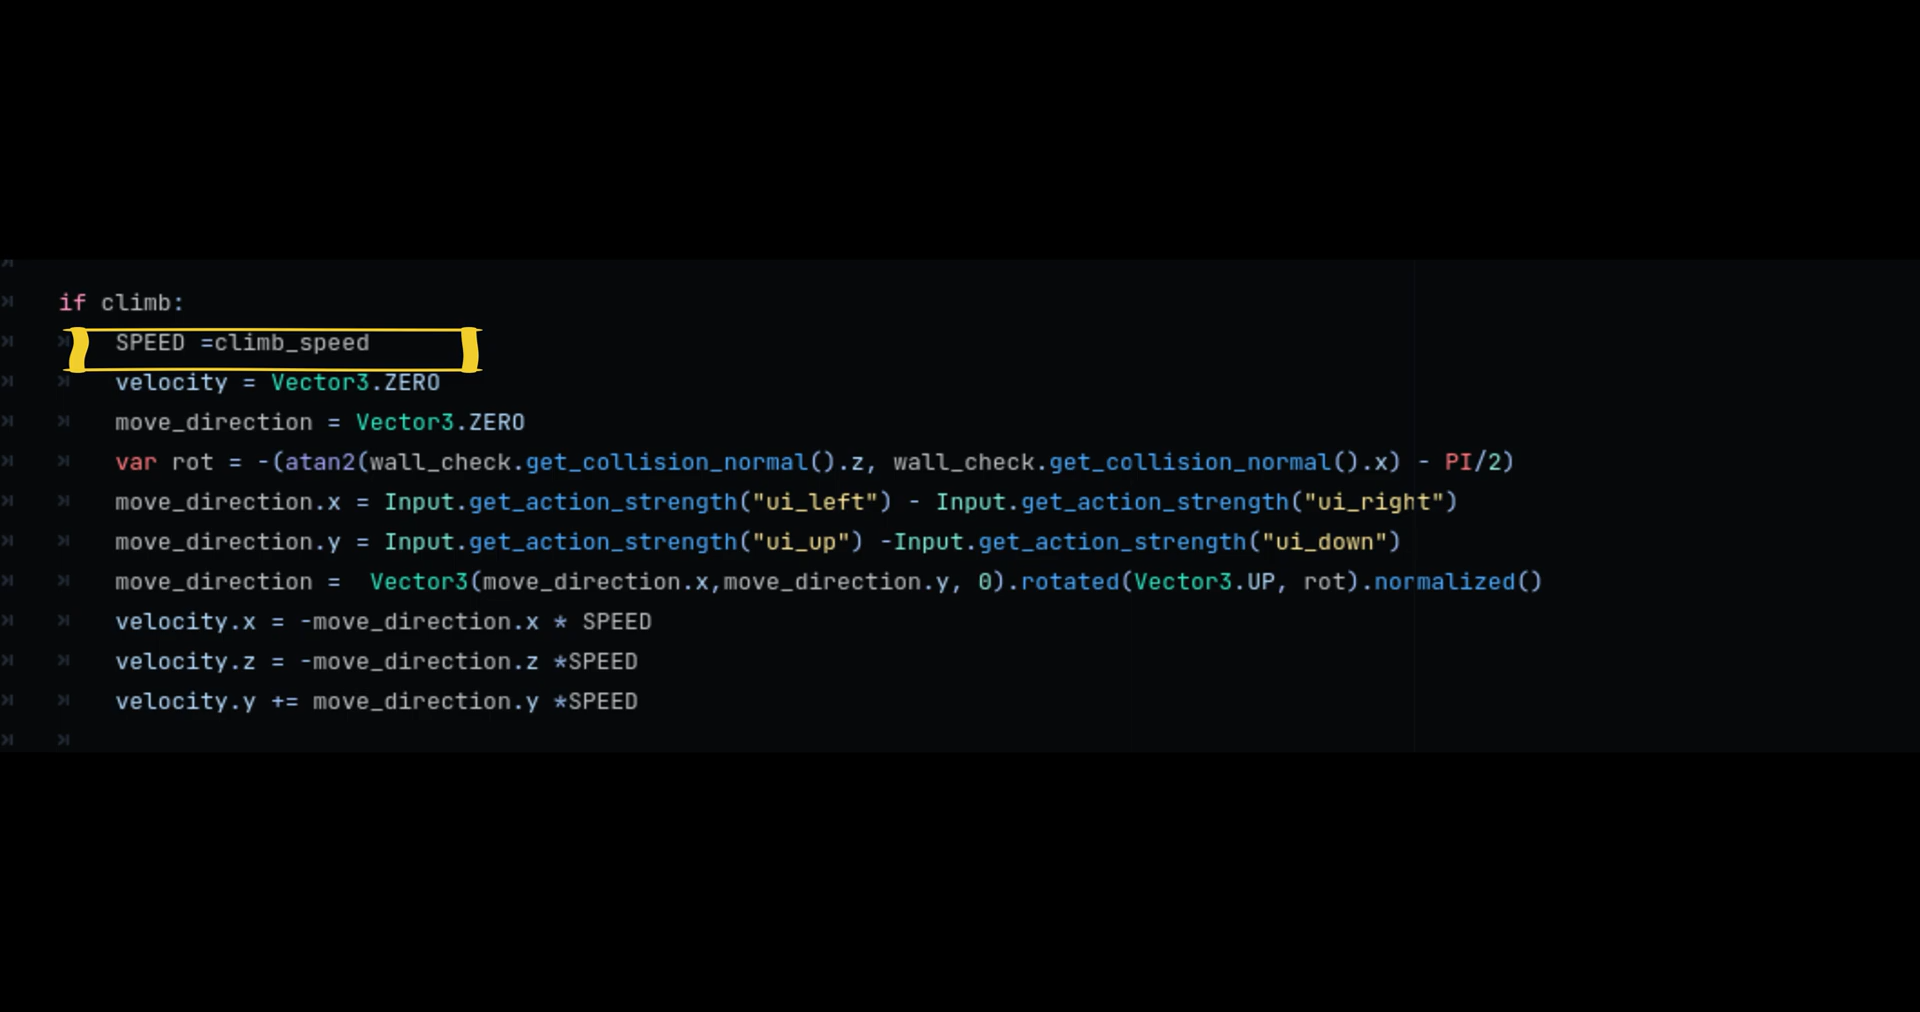 if climb:
SPEED =climb_speed
velocity = Vector3.ZERO
move_direction = Vector3.ZERO
var rot = -(atan2(wall_check.get_collision_normal().z, wall_check.get_collision_normal().x) - PI/2)
move_direction.x = Input.get_action_strength("ui_left") - Input.get_action_strength("ui_right")
move_direction.y = Input.get_action_strength("ui_up") -Input.get_action_strength("ui_down")
move_direction =  Vector3(move_direction.x,move_direction.y, 0).rotated(Vector3.UP, rot).normalized()
velocity.x = -move_direction.x * SPEED
velocity.z = -move_direction.z *SPEED
velocity.y += move_direction.y *SPEED